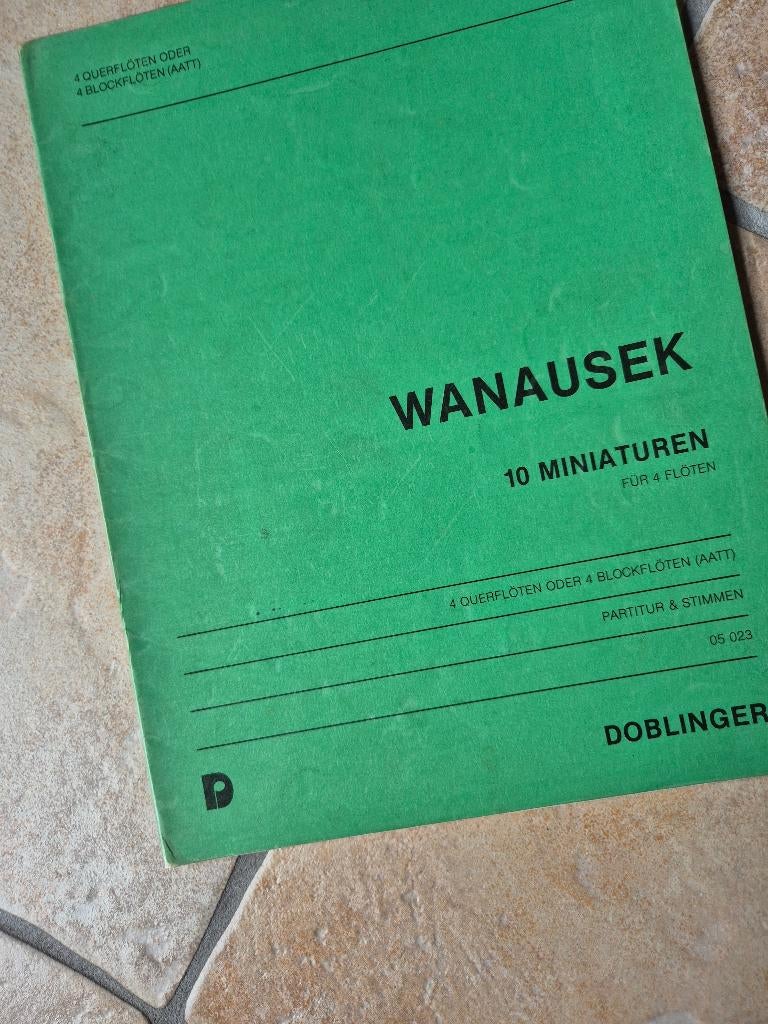 4 QUERFLÖTEN ODER
4 BLOCKFLÖTEN (AATT)
WANAUSEK
10 MINIATUREN
FÜR 4 FLÖTEN
4 QUERFLÖTEN ODER 4 BLOCKFLÖTEN (AATT)
PARTITUR & STIMMEN
05 023
DOBLINGER
D